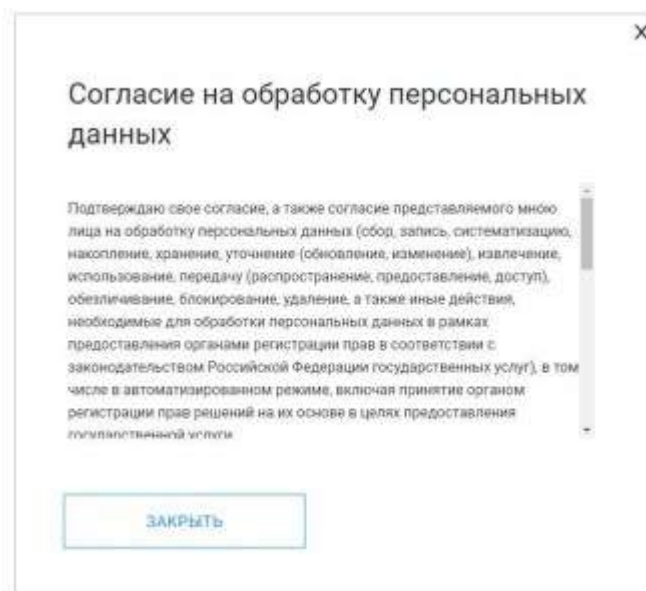 X
Согласие на обработку персональных
данных
Подтверждаю свое согласие, а также согласие представляемого мною
лица на обработку персональных данных (сбор, запись, систематизацию,
накопление, хранение, уточнение (обновление, изменение), извлечение,
использование, передачу (распространение, предоставление, доступ),
обезличивание, блокирование, удаление, а также иные действия,
необходимые для обработки персональных данных в рамках
предоставления органами регистрации прав в соответствии с
законодательством Российской Федерации государственных услуг), в том
числе в автоматизированном режиме, включая принятие органом
регистрации прав решений на их основе в целях предоставления
государственной услуги
ЗАКРЫТЬ